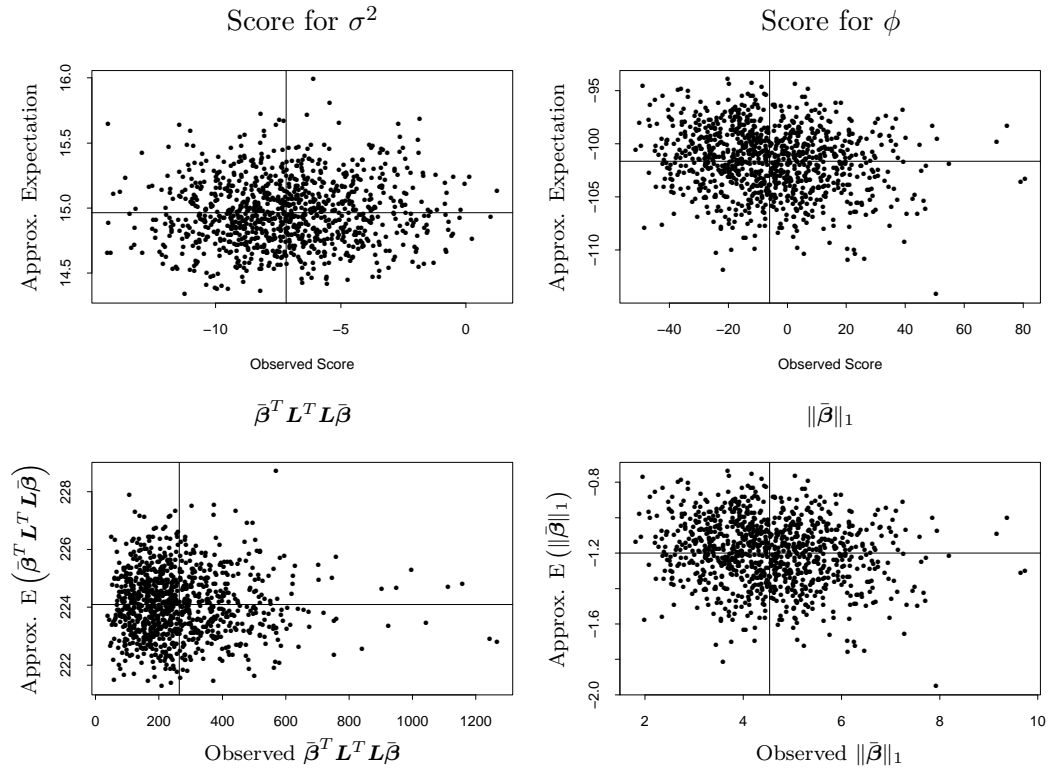 Score for σ²
Score for ϕ
Approx. Expectation
14.5 15.0 15.5 16.0
−10 −5 0
Observed Score
Approx. Expectation
−110 −105 −100 −95
−40 −20 0 20 40 60 80
Observed Score
β̄ᵀLᵀLβ̄
‖β̄‖₁
Approx. E (β̄ᵀLᵀLβ̄)
222 224 226 228
0 200 400 600 800 1000 1200
Observed β̄ᵀLᵀLβ̄
Approx. E (‖β̄‖₁)
−2.0 −1.6 −1.2 −0.8
2 4 6 8 10
Observed ‖β̄‖₁